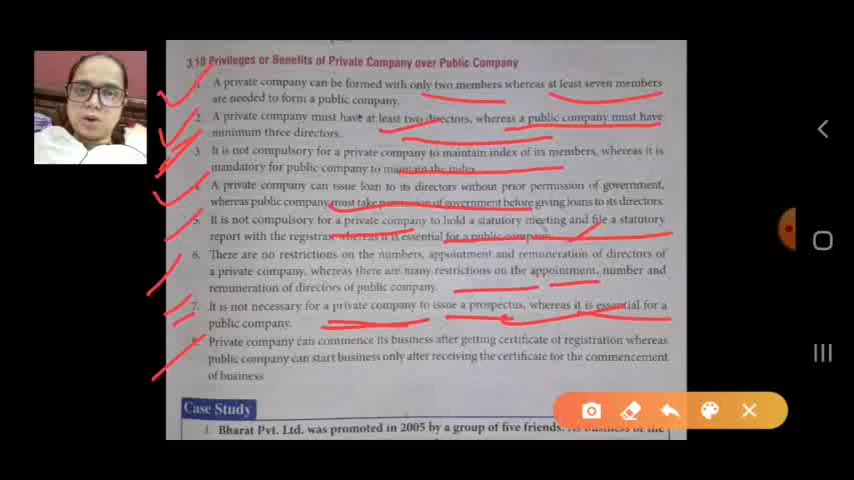 3.10 Privileges or Benefits of Private Company over Public Company
1. A private company can be formed with only two members whereas at least seven members
are needed to form a public company.
2. A private company must have at least two directors, whereas a public company must have
minimum three directors.
3. It is not compulsory for a private company to maintain index of its members, whereas it is
mandatory for public company to maintain the index.
4. A private company can issue loan to its directors without prior permission of government,
whereas public company must take permission of government before giving loans to its directors.
5. It is not compulsory for a private company to hold a statutory meeting and file a statutory
report with the registrar whereas it is essential for a public company.
6. There are no restrictions on the numbers, appointment and remuneration of directors of
a private company, whereas there are many restrictions on the appointment, number and
remuneration of directors of public company.
7. It is not necessary for a private company to issue a prospectus, whereas it is essential for a
public company.
8. Private company can commence its business after getting certificate of registration whereas
public company can start business only after receiving the certificate for the commencement
of business
Case Study
1. Bharat Pvt. Ltd. was promoted in 2005 by a group of five friends. business of the